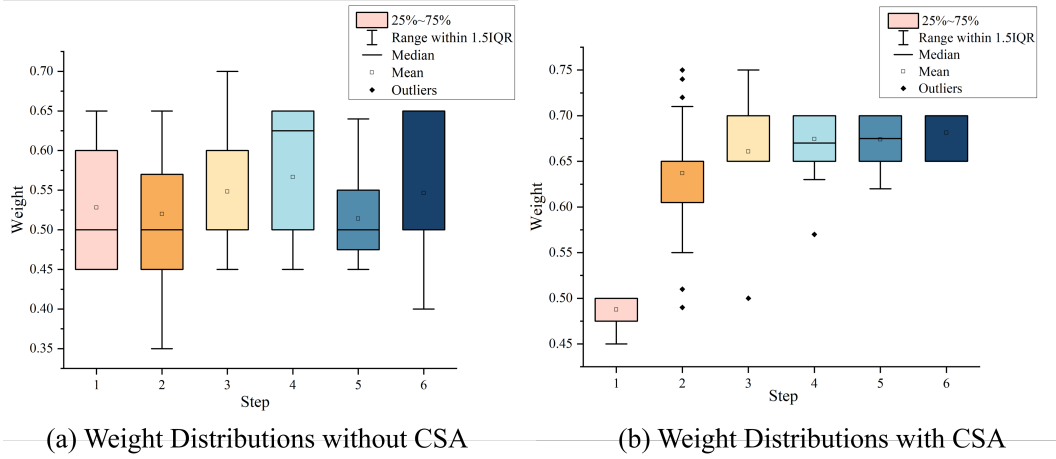 25%~75%
Range within 1.5IQR
Median
Mean
Outliers
0.70
0.65
0.60
0.55
0.50
0.45
0.40
0.35
Weight
1 2 3 4 5 6
Step
(a) Weight Distributions without CSA
25%~75%
Range within 1.5IQR
Median
Mean
Outliers
0.75
0.70
0.65
0.60
0.55
0.50
0.45
Weight
1 2 3 4 5 6
Step
(b) Weight Distributions with CSA